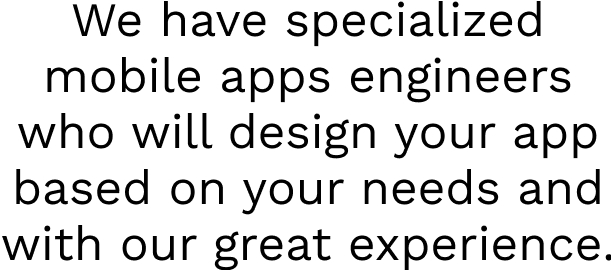 We have specialized
mobile apps engineers
who will design your app
based on your needs and
with our great experience.